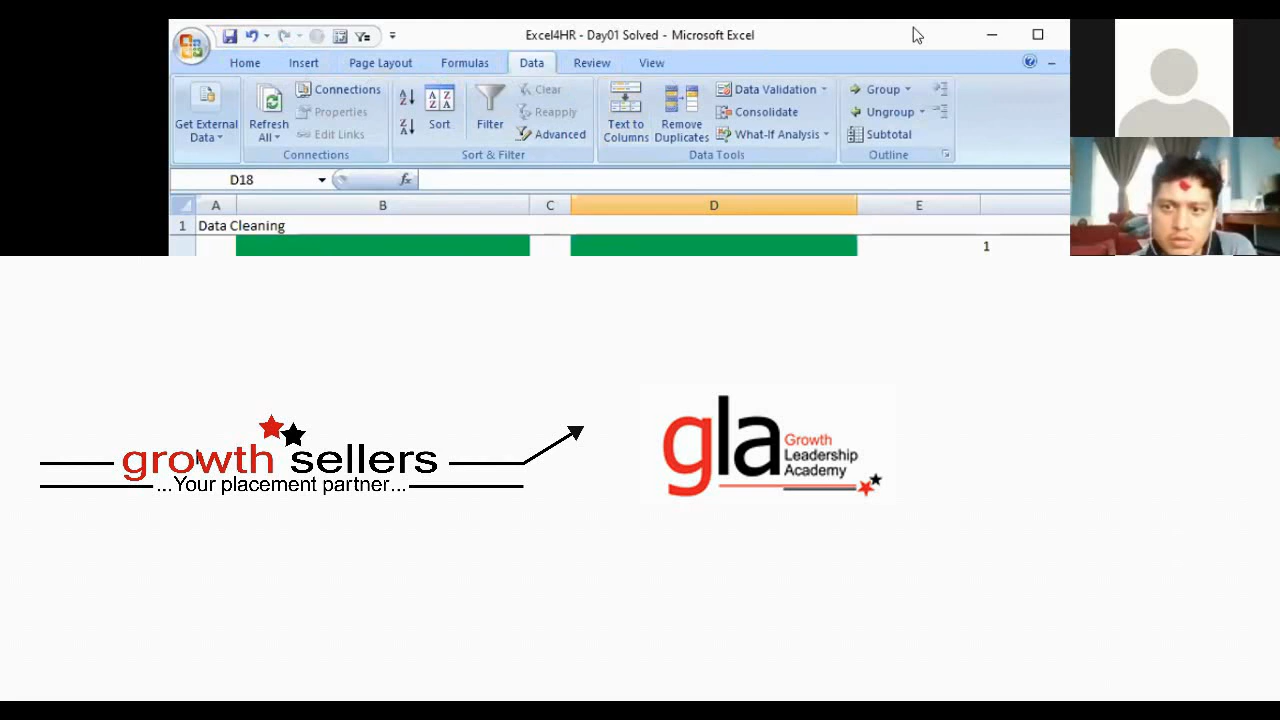 Excel4HR - Day01 Solved - Microsoft Excel
Home Insert Page Layout Formulas Data Review View
Get External Data
Refresh All
Connections
Properties
Edit Links
Connections
Sort
Filter
Clear
Reapply
Advanced
Sort & Filter
Text to Columns
Remove Duplicates
Data Validation
Consolidate
What-If Analysis
Data Tools
Group
Ungroup
Subtotal
Outline
D18 fx
A B C D E
1 Data Cleaning
1
growth sellers
...Your placement partner...
gla
Growth
Leadership
Academy